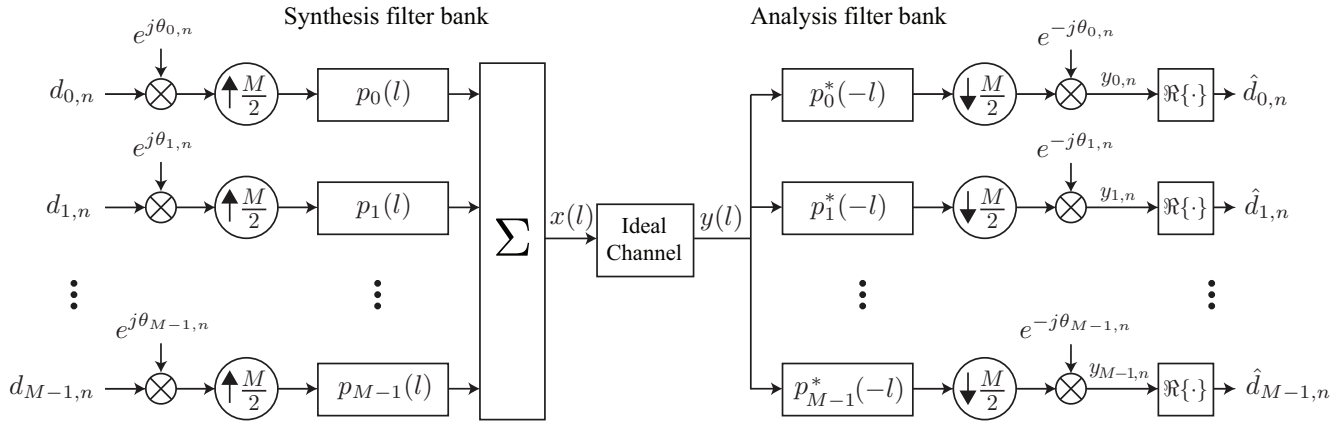 Synthesis filter bank
Analysis filter bank
e^{jθ_{0,n}}
e^{-jθ_{0,n}}
d_{0,n}
M/2
p_0(l)
p_0^*(-l)
M/2
y_{0,n}
ℜ{·}
d̂_{0,n}
e^{jθ_{1,n}}
e^{-jθ_{1,n}}
d_{1,n}
M/2
p_1(l)
p_1^*(-l)
M/2
y_{1,n}
ℜ{·}
d̂_{1,n}
Σ
x(l)
Ideal
Channel
y(l)
e^{jθ_{M-1,n}}
e^{-jθ_{M-1,n}}
d_{M-1,n}
M/2
p_{M-1}(l)
p_{M-1}^*(-l)
M/2
y_{M-1,n}
ℜ{·}
d̂_{M-1,n}